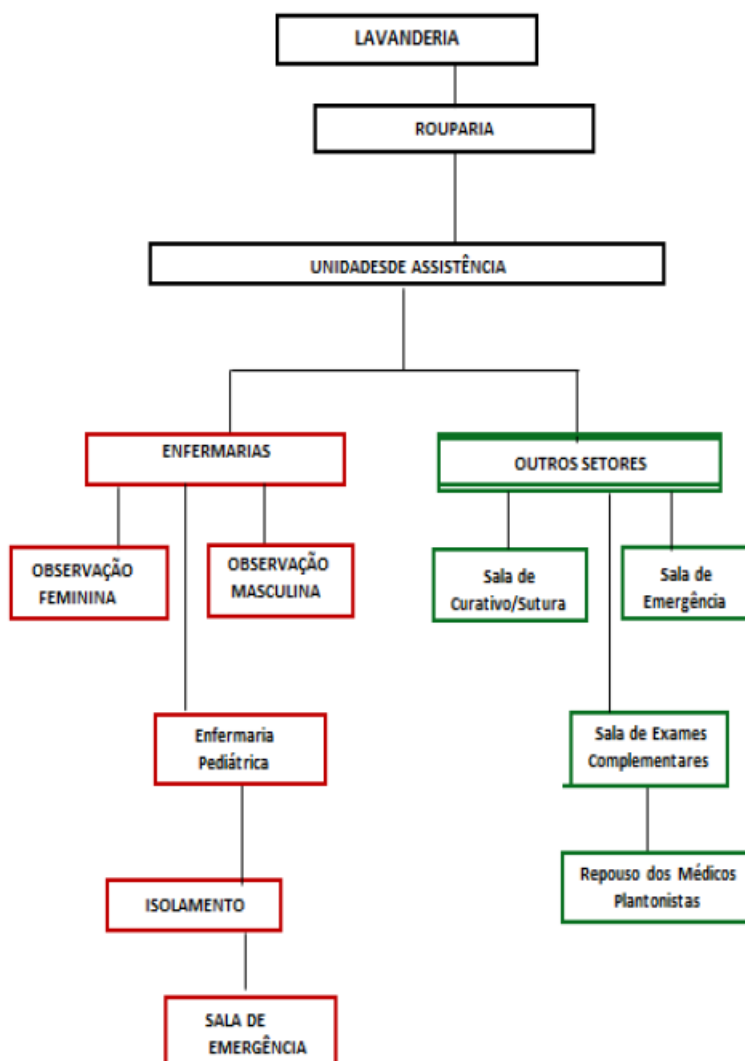 LAVANDERIA
ROUPARIA
UNIDADESDE ASSISTÊNCIA
ENFERMARIAS
OUTROS SETORES
OBSERVAÇÃO
FEMININA
OBSERVAÇÃO
MASCULINA
Sala de
Curativo/Sutura
Sala de
Emergência
Enfermaria
Pediátrica
Sala de Exames
Complementares
ISOLAMENTO
Repouso dos Médicos
Plantonistas
SALA DE
EMERGÊNCIA